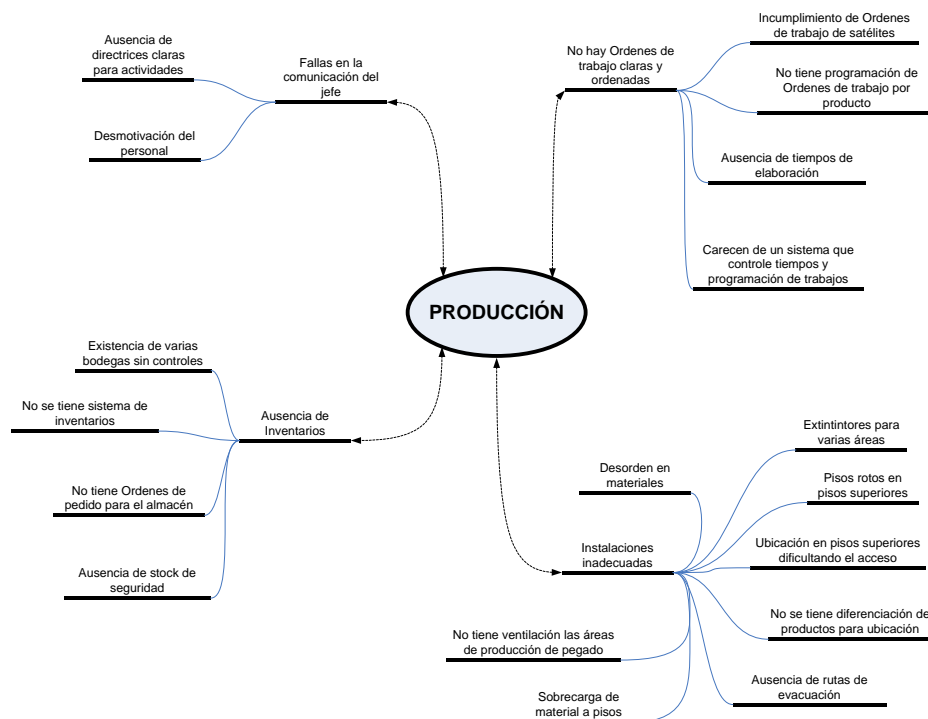 Ausencia de
directrices claras
para actividades
Fallas en la
comunicación del
jefe
Desmotivación del
personal
No hay Ordenes de
trabajo claras y
ordenadas
Incumplimiento de Ordenes
de trabajo de satélites
No tiene programación de
Ordenes de trabajo por
producto
Ausencia de tiempos de
elaboración
Carecen de un sistema que
controle tiempos y
programación de trabajos
PRODUCCIÓN
Existencia de varias
bodegas sin controles
No se tiene sistema de
inventarios
Ausencia de
Inventarios
No tiene Ordenes de
pedido para el almacén
Ausencia de stock de
seguridad
Desorden en
materiales
Instalaciones
inadecuadas
Extintintores para
varias áreas
Pisos rotos en
pisos superiores
Ubicación en pisos superiores
dificultando el acceso
No se tiene diferenciación de
productos para ubicación
Ausencia de rutas de
evacuación
No tiene ventilación las áreas
de producción de pegado
Sobrecarga de
material a pisos